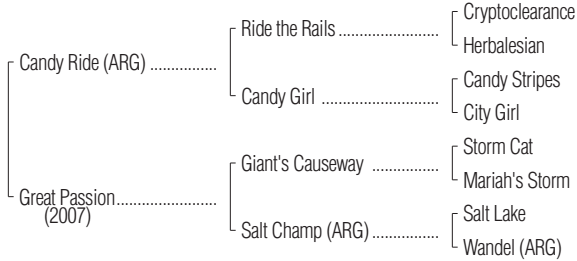 Cryptoclearance
Ride the Rails ........................
Herbalesian
Candy Ride (ARG) ................
Candy Stripes
Candy Girl ............................
City Girl
Storm Cat
Giant's Causeway ................
Mariah's Storm
Great Passion........................
(2007)
Salt Lake
Salt Champ (ARG) ................
Wandel (ARG)